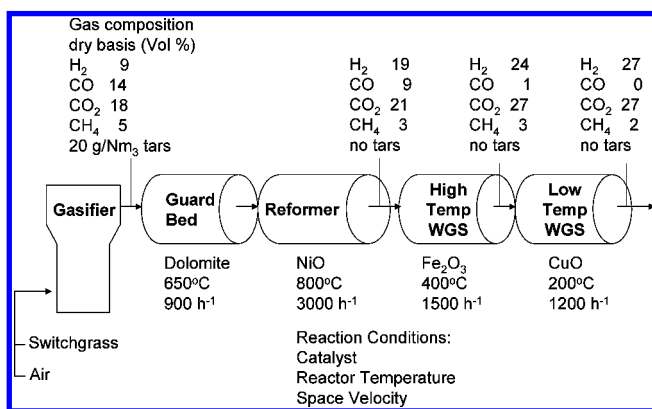 Gas composition
dry basis (Vol %)
H₂ 9
CO 14
CO₂ 18
CH₄ 5
20 g/Nm₃ tars
H₂ 19
CO 9
CO₂ 21
CH₄ 3
no tars
H₂ 24
CO 1
CO₂ 27
CH₄ 3
no tars
H₂ 27
CO 0
CO₂ 27
CH₄ 2
no tars
Gasifier
Guard
Bed
Reformer
High
Temp
WGS
Low
Temp
WGS
Dolomite
650°C
900 h⁻¹
NiO
800°C
3000 h⁻¹
Fe₂O₃
400°C
1500 h⁻¹
CuO
200°C
1200 h⁻¹
Switchgrass
Air
Reaction Conditions:
Catalyst
Reactor Temperature
Space Velocity